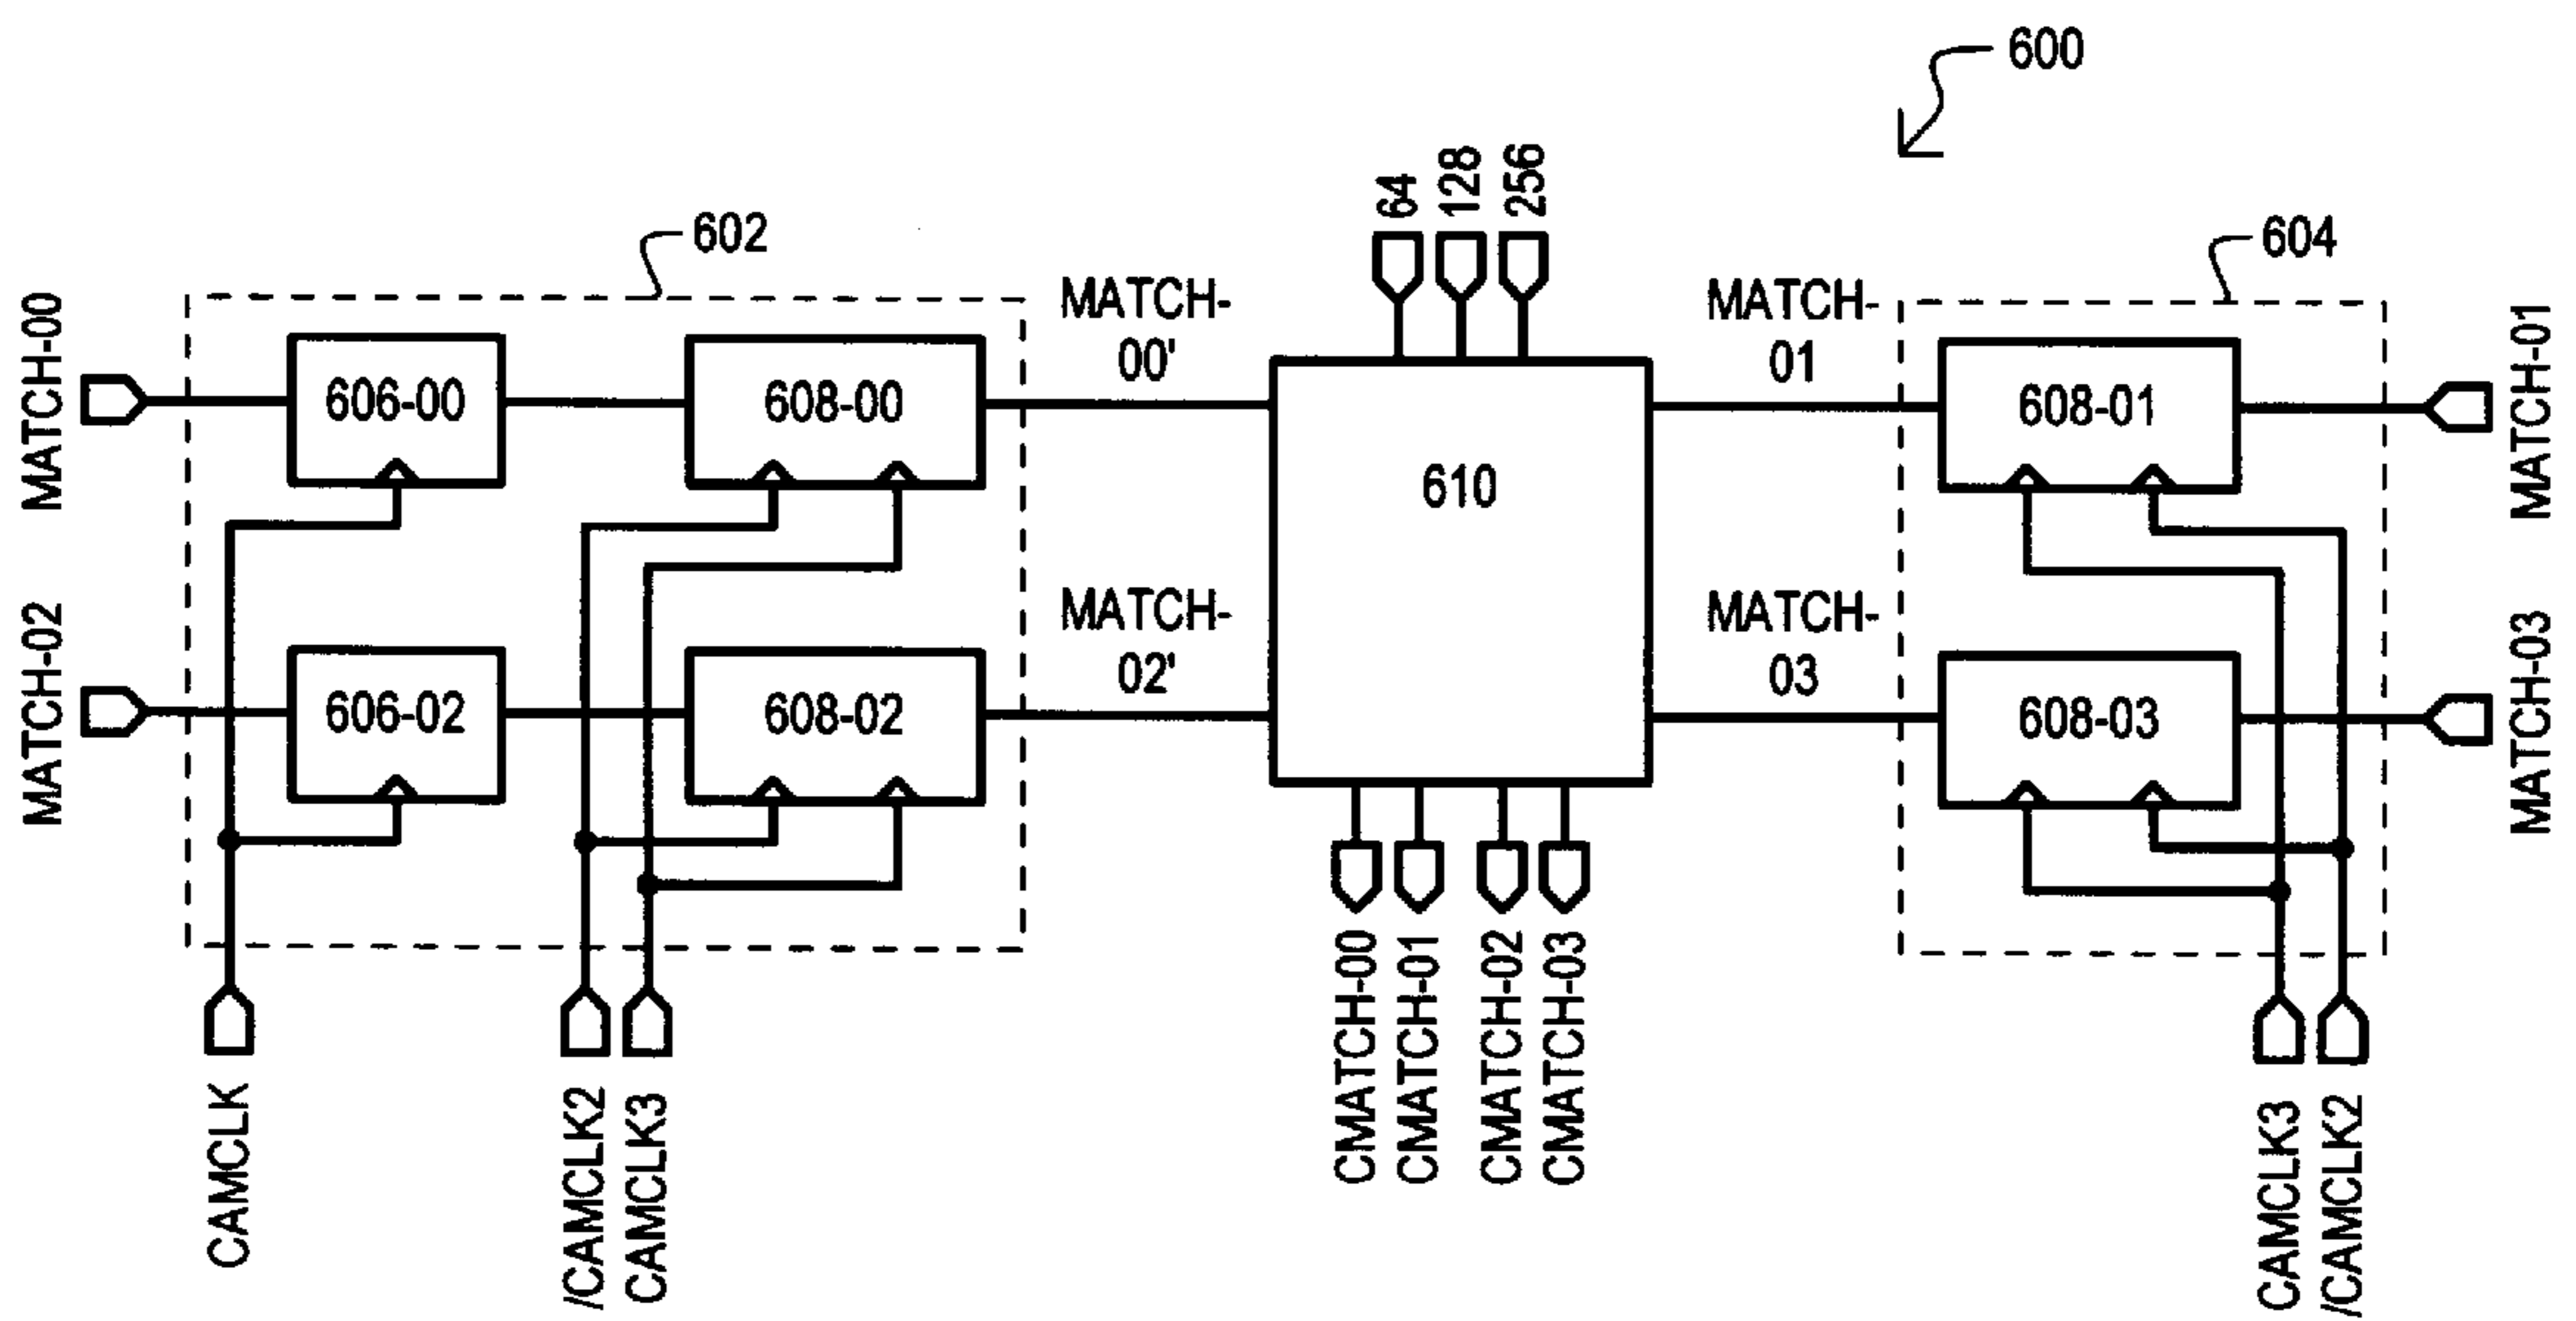 600
64
128
256
602
604
MATCH-00
MATCH-
00'
MATCH-
01
MATCH-01
606-00
608-00
610
608-01
MATCH-02
MATCH-
02'
MATCH-
03
MATCH-03
606-02
608-02
608-03
CAMCLK
/CAMCLK2
CAMCLK3
CMATCH-00
CMATCH-01
CMATCH-02
CMATCH-03
CAMCLK3
/CAMCLK2